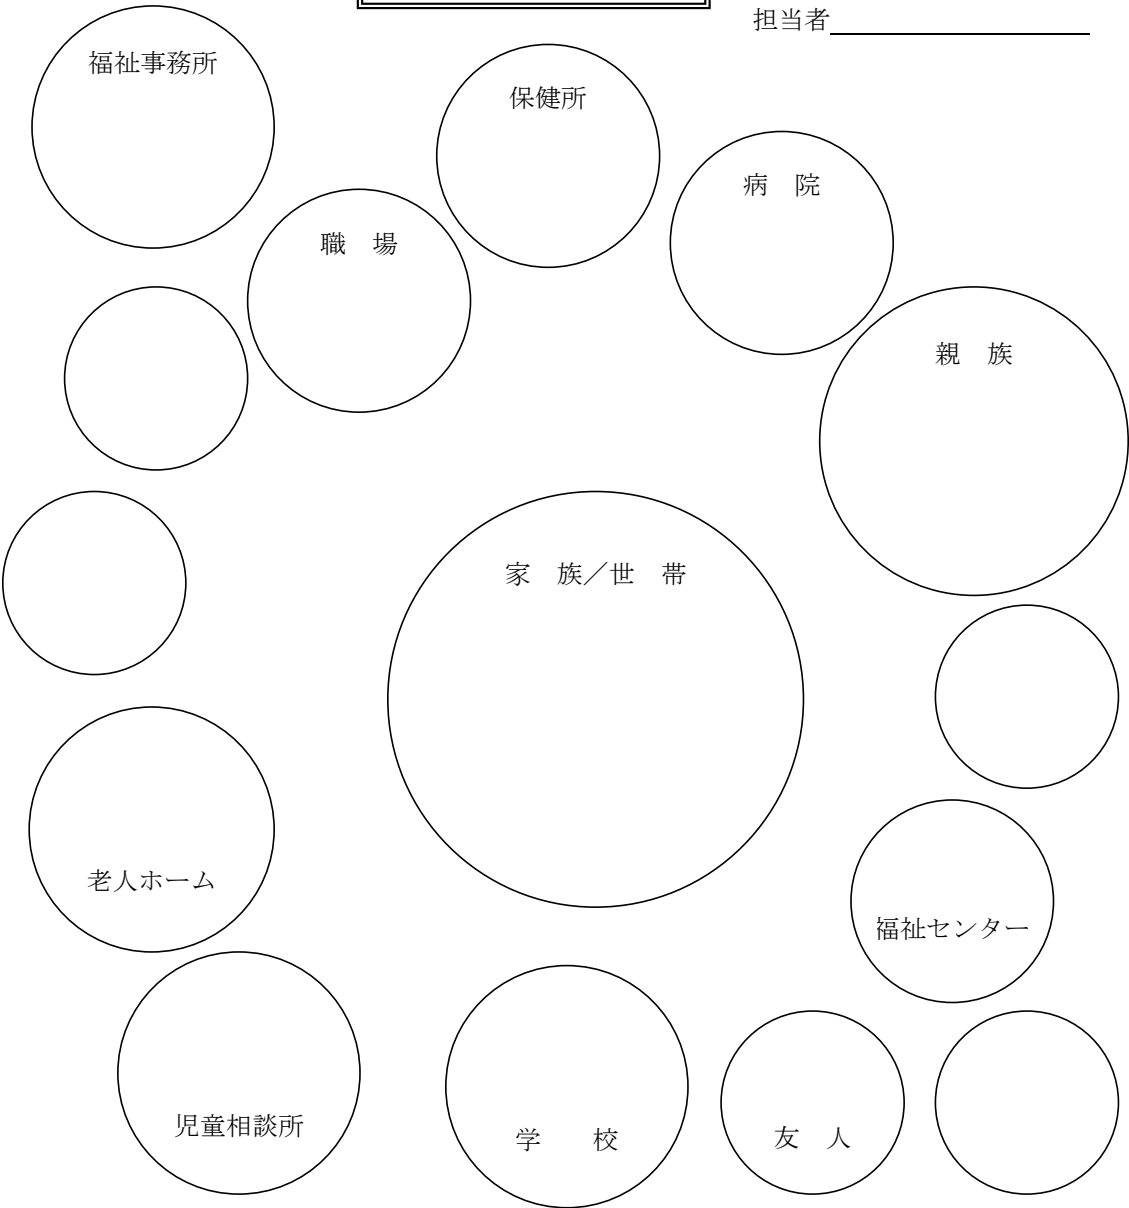 担当者
福祉事務所
保健所
病　院
職　場
親　族
家　族／世　帯
老人ホーム
福祉センター
児童相談所
学　　校
友　人